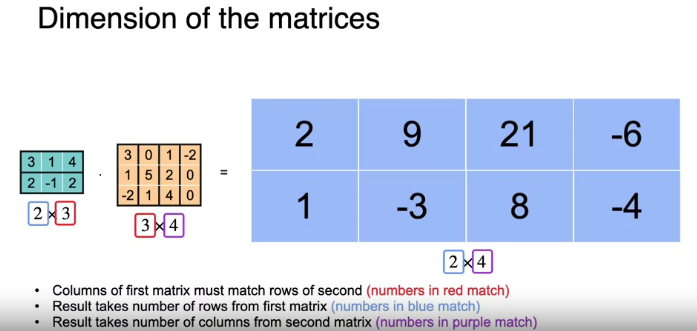 Dimension of the matrices
3 1 4
2 -1 2
2 × 3
.
3 0 1 -2
1 5 2 0
-2 1 4 0
3 × 4
=
2 9 21 -6
1 -3 8 -4
2 × 4
• Columns of first matrix must match rows of second (numbers in red match)
• Result takes number of rows from first matrix (numbers in blue match)
• Result takes number of columns from second matrix (numbers in purple match)